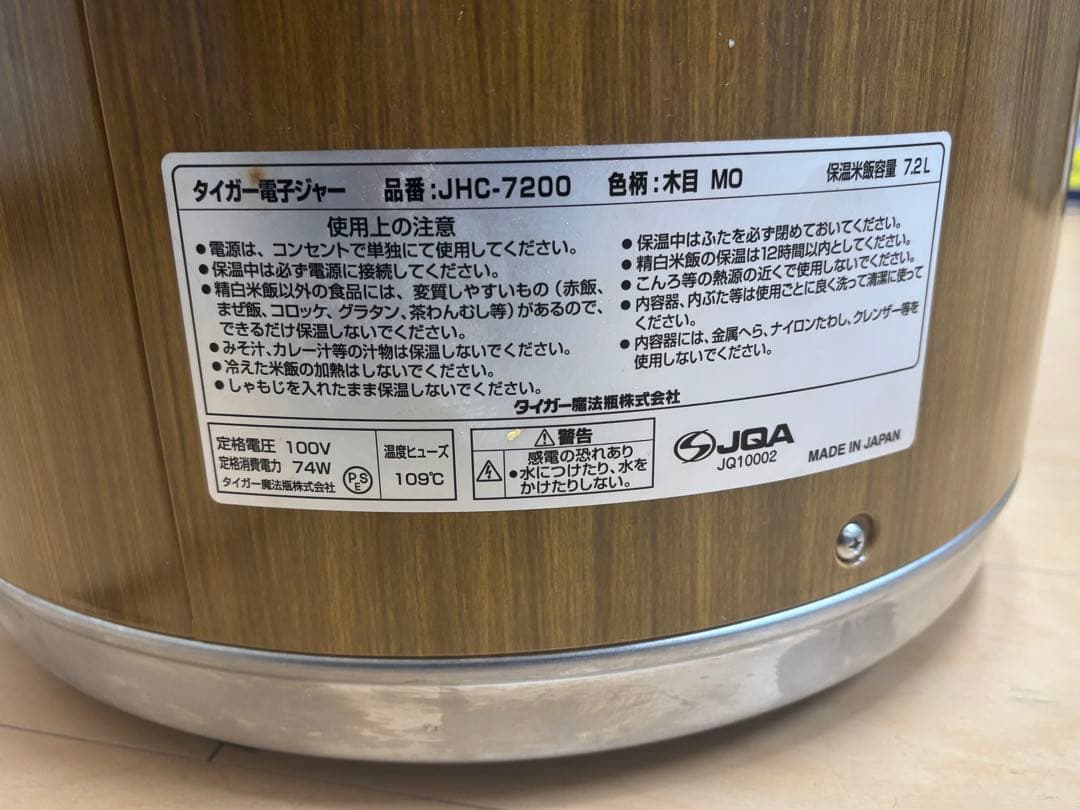 タイガー電子ジャー 品番:JHC-7200 色柄:木目 MO 保温米飯容量 7.2L
使用上の注意
●電源は、コンセントで単独にて使用してください。
●保温中は必ず電源に接続してください。
●精白米飯以外の食品には、変質しやすいもの(赤飯、
まぜ飯、コロッケ、グラタン、茶わんむし等)があるので、
できるだけ保温しないでください。
●みそ汁、カレー汁等の汁物は保温しないでください。
●冷えた米飯の加熱はしないでください。
●しゃもじを入れたまま保温しないでください。
●保温中はふたを必ず閉めておいてください。
●精白米飯の保温は12時間以内としてください。
●こんろ等の熱源の近くで使用しないでください。
●内容器、内ぶた等は使用ごとに良く洗って清潔に使って
ください。
●内容器には、金属へら、ナイロンたわし、クレンザー等を
使用しないでください。
タイガー魔法瓶株式会社
定格電圧 100V
定格消費電力 74W
タイガー魔法瓶株式会社
PSE
温度ヒューズ
109℃
⚠警告
感電の恐れあり
●水につけたり、水を
かけたりしない。
JQA
JQ10002
MADE IN JAPAN